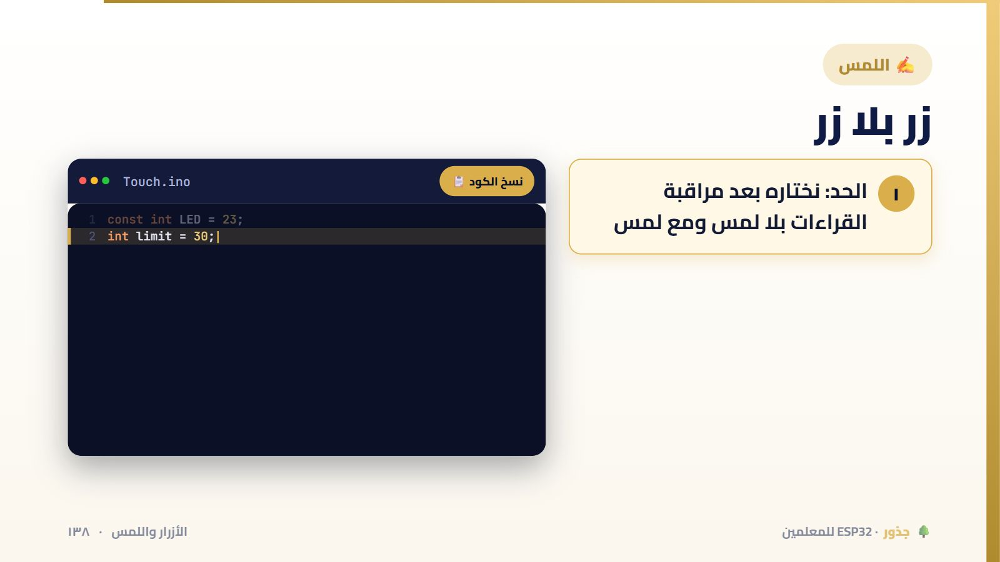 ✍️ اللمس
زر بلا زر
١
الحد: نختاره بعد مراقبة
القراءات بلا لمس ومع لمس
Touch.ino
نسخ الكود 📋
1 const int LED = 23;
2 int limit = 30;
🌳 جذور · ESP32 للمعلمين
الأزرار واللمس · ١٣٨